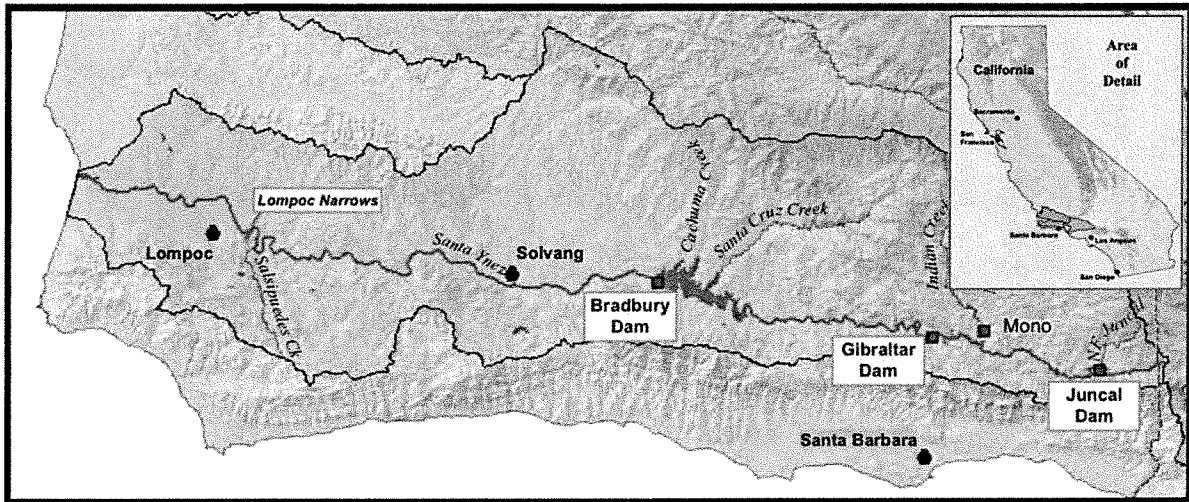 Lompoc Narrows
Lompoc
Salsipuedes Ck.
Santa Ynez
Solvang
Bradbury
Dam
Cachuma Creek
Santa Cruz Creek
Indian Creek
Gibraltar
Dam
Mono
Juncal
Dam
Santa Barbara
Area
of
Detail
California
Sacramento
San
Francisco
Santa Barbara
Los Angeles
San Diego